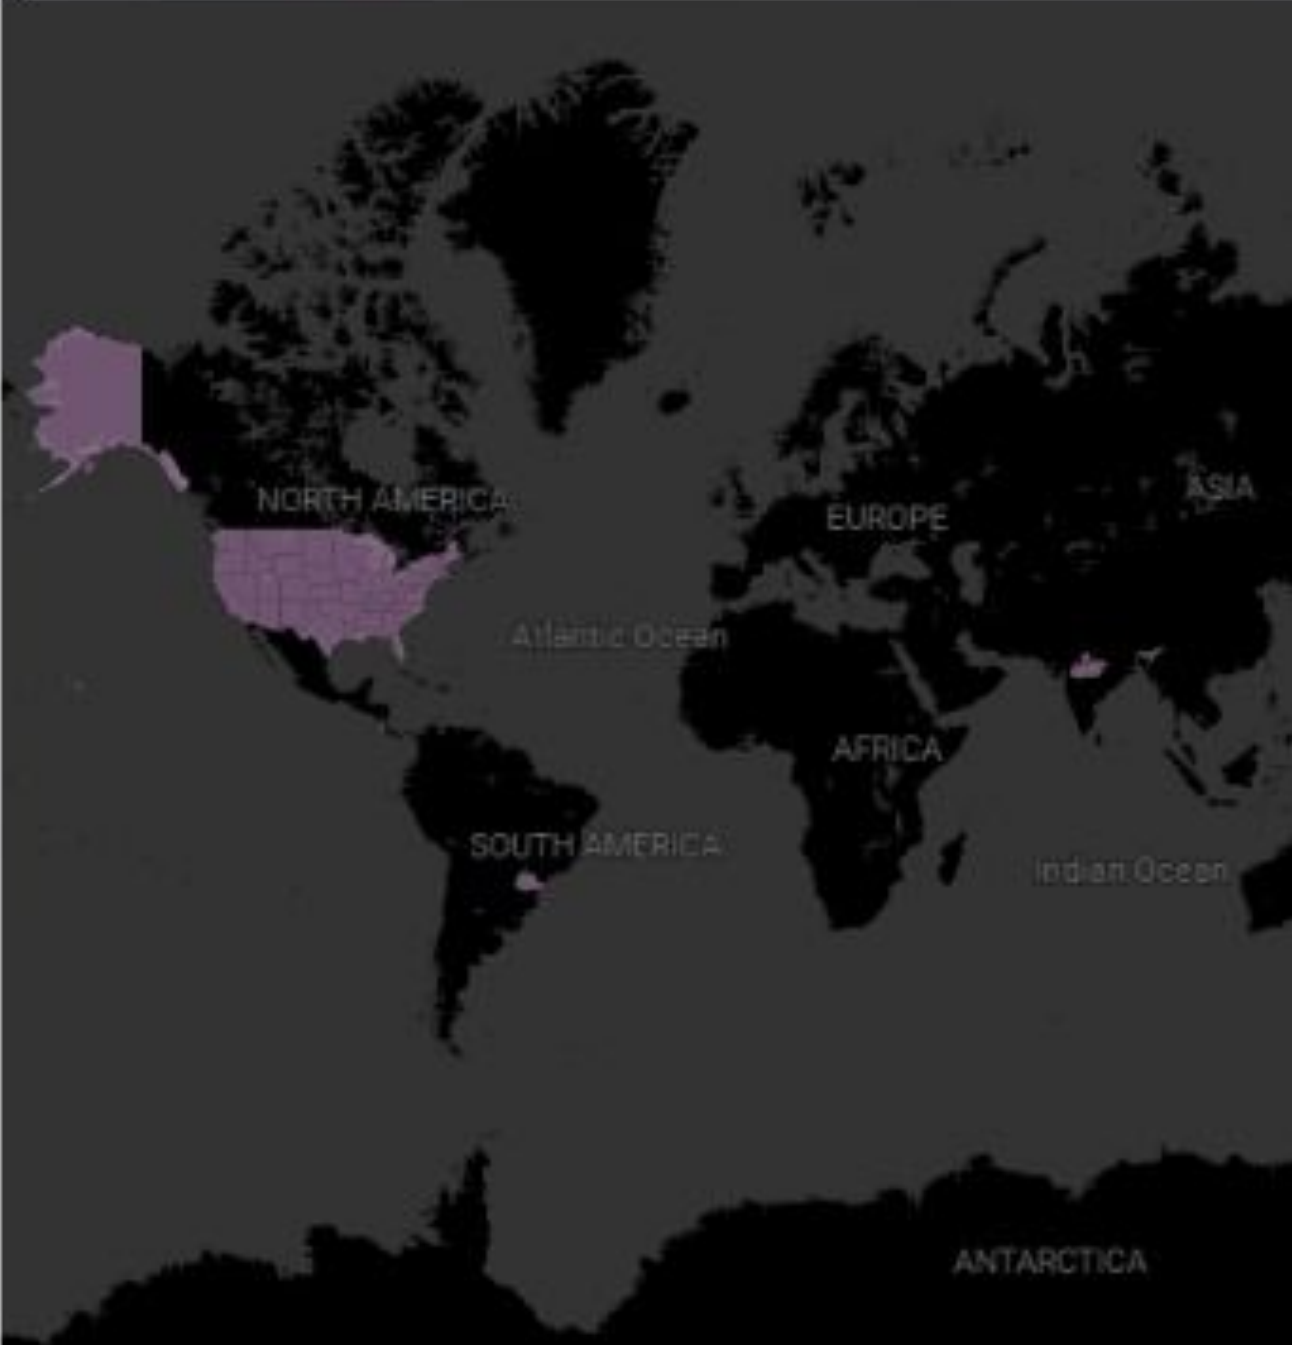 NORTH AMERICA
ASIA
EUROPE
Atlantic Ocean
AFRICA
SOUTH AMERICA
Indian Ocean
ANTARCTICA